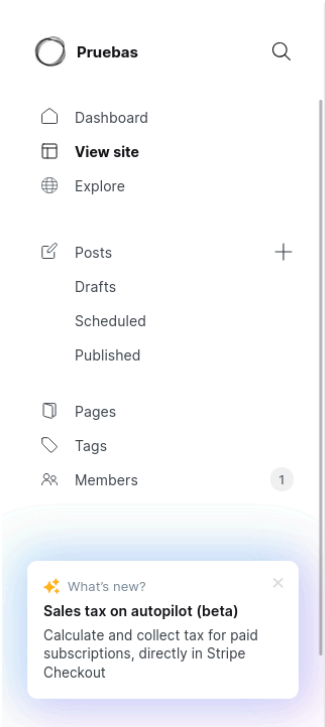 Pruebas
Dashboard
View site
Explore
Posts
Drafts
Scheduled
Published
Pages
Tags
Members 1
What's new?
Sales tax on autopilot (beta)
Calculate and collect tax for paid
subscriptions, directly in Stripe
Checkout